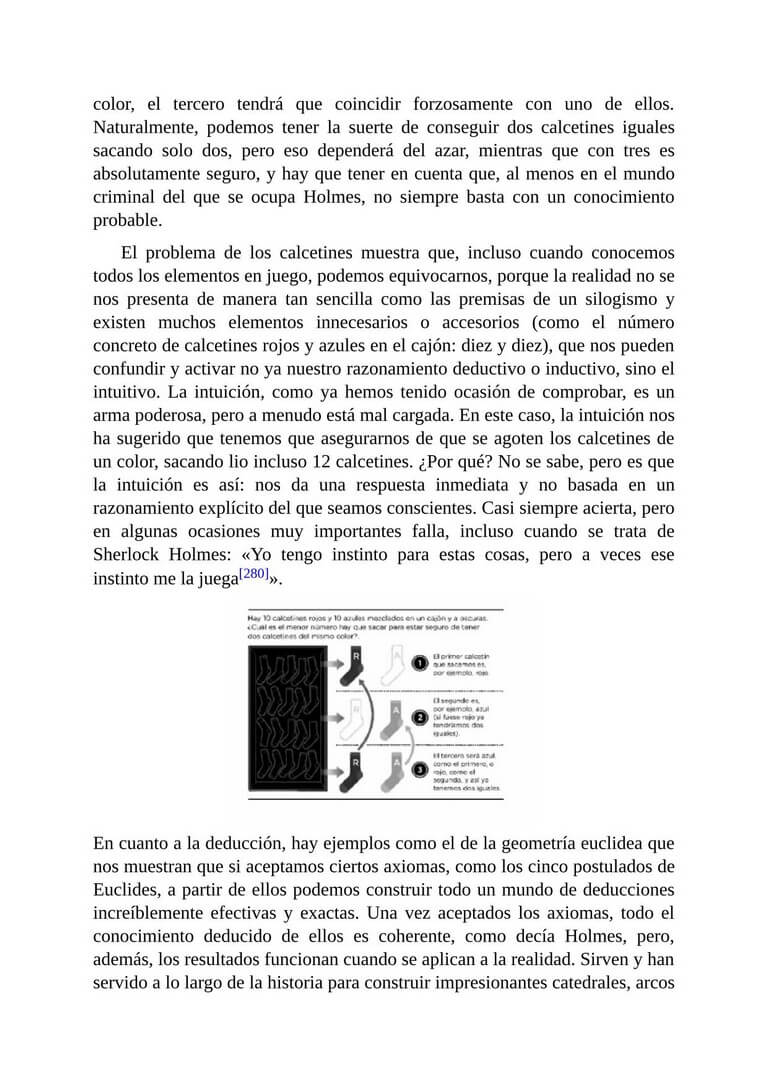 color, el tercero tendrá que coincidir forzosamente con uno de ellos.
Naturalmente, podemos tener la suerte de conseguir dos calcetines iguales
sacando solo dos, pero eso dependerá del azar, mientras que con tres es
absolutamente seguro, y hay que tener en cuenta que, al menos en el mundo
criminal del que se ocupa Holmes, no siempre basta con un conocimiento
probable.
El problema de los calcetines muestra que, incluso cuando conocemos
todos los elementos en juego, podemos equivocarnos, porque la realidad no se
nos presenta de manera tan sencilla como las premisas de un silogismo y
existen muchos elementos innecesarios o accesorios (como el número
concreto de calcetines rojos y azules en el cajón: diez y diez), que nos pueden
confundir y activar no ya nuestro razonamiento deductivo o inductivo, sino el
intuitivo. La intuición, como ya hemos tenido ocasión de comprobar, es un
arma poderosa, pero a menudo está mal cargada. En este caso, la intuición nos
ha sugerido que tenemos que asegurarnos de que se agoten los calcetines de
un color, sacando lio incluso 12 calcetines. ¿Por qué? No se sabe, pero es que
la intuición es así: nos da una respuesta inmediata y no basada en un
razonamiento explícito del que seamos conscientes. Casi siempre acierta, pero
en algunas ocasiones muy importantes falla, incluso cuando se trata de
Sherlock Holmes: «Yo tengo instinto para estas cosas, pero a veces ese
instinto me la juega[280]».
Hay 10 calcetines rojos y 10 azules mezclados en un cajón y a oscuras.
¿Cual es el menor número hay que sacar para estar seguro de tener
dos calcetines del mismo color?.
R
A
1
El primer calcetín
que sacamos es,
por ejemplo, rojo.
R
A
2
El segundo es,
por ejemplo, azul
(si fuese rojo ya
tendríamos dos
iguales).
R
A
3
El tercero será azul,
como el primero, o
rojo, como el
segundo, y así ya
tenemos dos iguales.
En cuanto a la deducción, hay ejemplos como el de la geometría euclidea que
nos muestran que si aceptamos ciertos axiomas, como los cinco postulados de
Euclides, a partir de ellos podemos construir todo un mundo de deducciones
increíblemente efectivas y exactas. Una vez aceptados los axiomas, todo el
conocimiento deducido de ellos es coherente, como decía Holmes, pero,
además, los resultados funcionan cuando se aplican a la realidad. Sirven y han
servido a lo largo de la historia para construir impresionantes catedrales, arcos